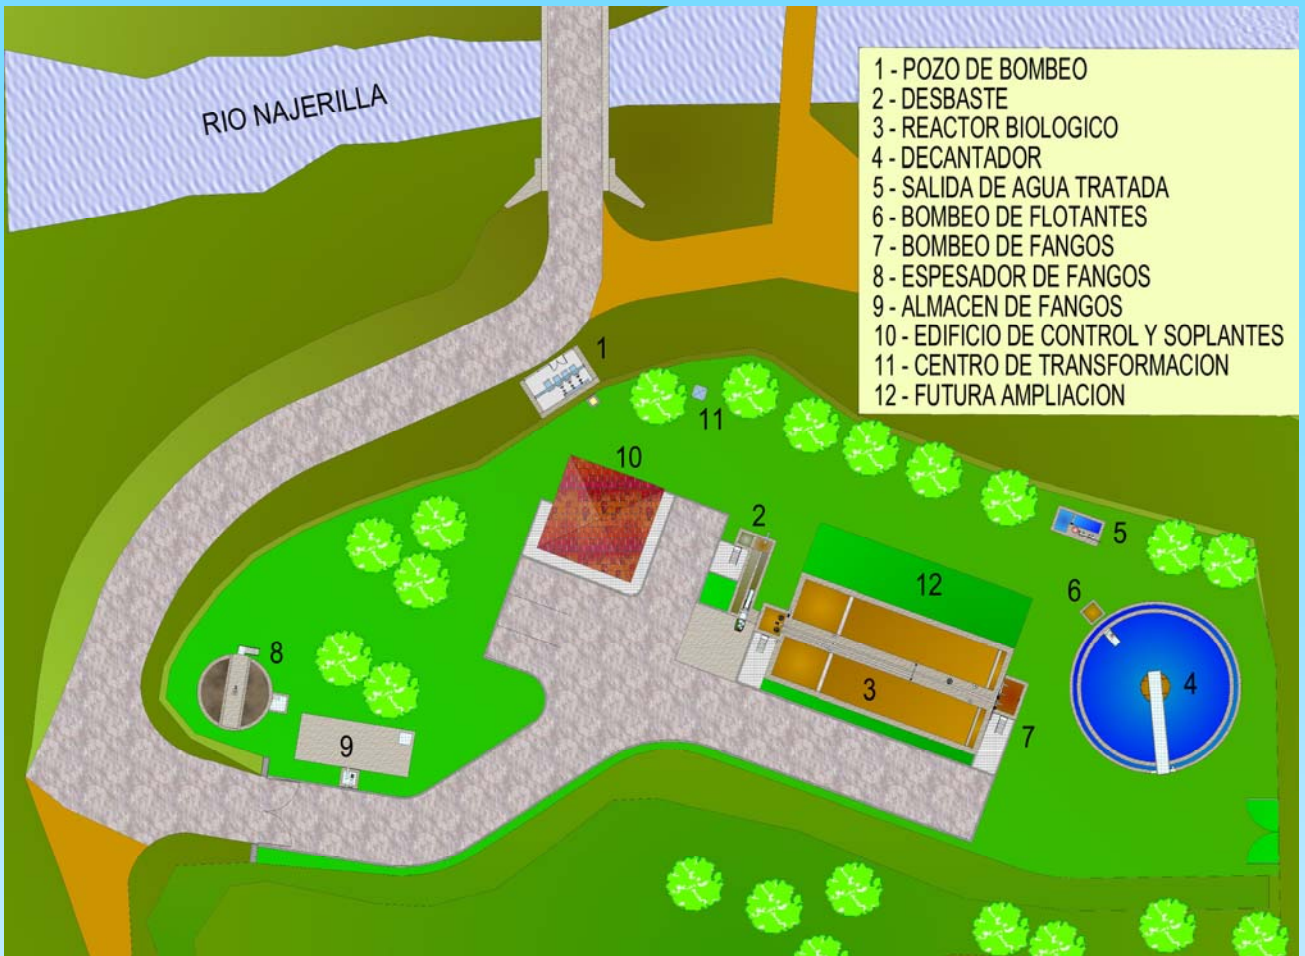 RIO NAJERILLA
1 - POZO DE BOMBEO
2 - DESBASTE
3 - REACTOR BIOLOGICO
4 - DECANTADOR
5 - SALIDA DE AGUA TRATADA
6 - BOMBEO DE FLOTANTES
7 - BOMBEO DE FANGOS
8 - ESPESADOR DE FANGOS
9 - ALMACEN DE FANGOS
10 - EDIFICIO DE CONTROL Y SOPLANTES
11 - CENTRO DE TRANSFORMACION
12 - FUTURA AMPLIACION
1
11
10
2
5
12
6
8
3
4
9
7